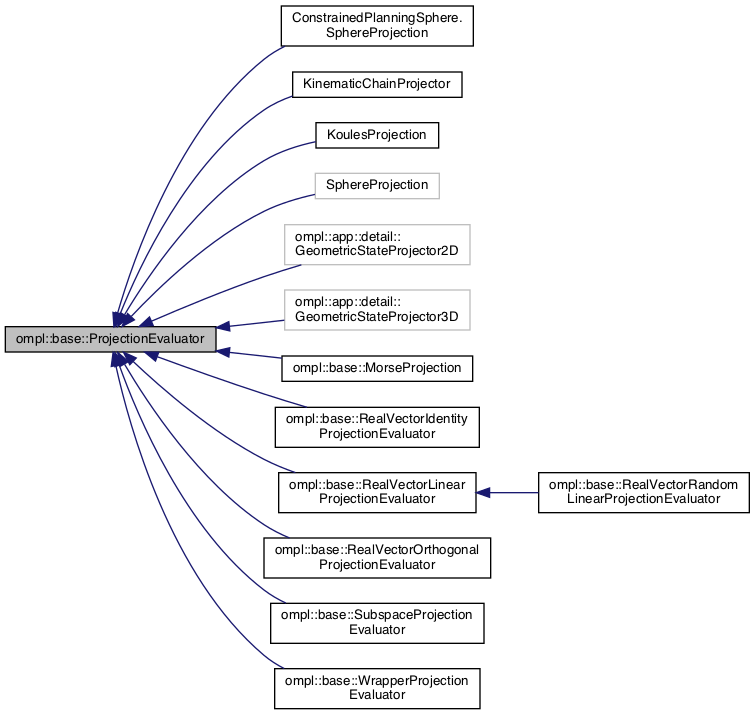 ConstrainedPlanningSphere.
SphereProjection
KinematicChainProjector
KoulesProjection
SphereProjection
ompl::app::detail::
GeometricStateProjector2D
ompl::app::detail::
GeometricStateProjector3D
ompl::base::ProjectionEvaluator
ompl::base::MorseProjection
ompl::base::RealVectorIdentity
ProjectionEvaluator
ompl::base::RealVectorLinear
ProjectionEvaluator
ompl::base::RealVectorRandom
LinearProjectionEvaluator
ompl::base::RealVectorOrthogonal
ProjectionEvaluator
ompl::base::SubspaceProjection
Evaluator
ompl::base::WrapperProjection
Evaluator